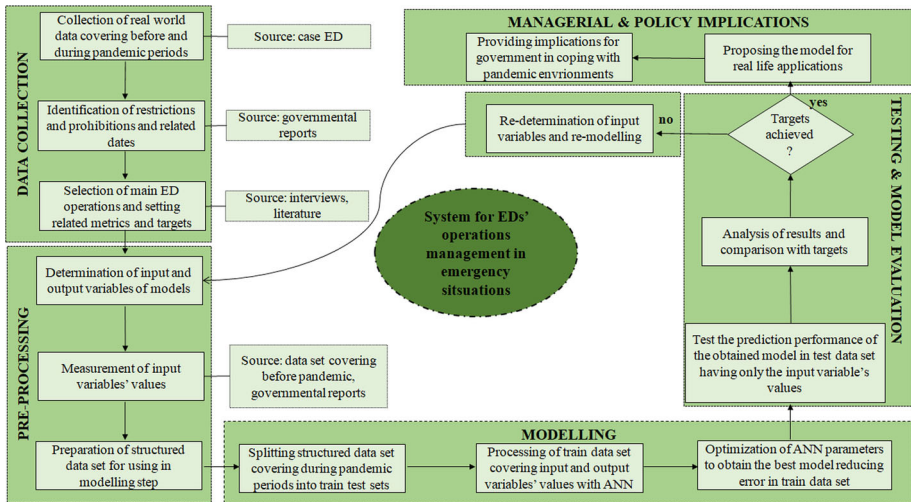 DATA COLLECTION
Collection of real world
data covering before and
during pandemic periods
Source: case ED
Identification of restrictions
and prohibitions and related
dates
Source: governmental
reports
Selection of main ED
operations and setting
related metrics and targets
Source: interviews,
literature
PRE-PROCESSING
Determination of input and
output variables of models
Measurement of input
variables' values
Source: data set covering
before pandemic,
governmental reports
Preparation of structured
data set for using in
modelling step
MODELLING
Splitting structured data set
covering during pandemic
periods into train test sets
Processing of train data set
covering input and output
variables' values with ANN
Optimization of ANN parameters
to obtain the best model reducing
error in train data set
TESTING & MODEL EVALUATION
Test the prediction performance of
the obtained model in test data set
having only the input variable's
values
Analysis of results and
comparison with targets
Targets
achieved
?
yes
no
Re-determination of input
variables and re-modelling
MANAGERIAL & POLICY IMPLICATIONS
Proposing the model for
real life applications
Providing implications for
government in coping with
pandemic envrionments
System for EDs'
operations
management in
emergency
sitsuations